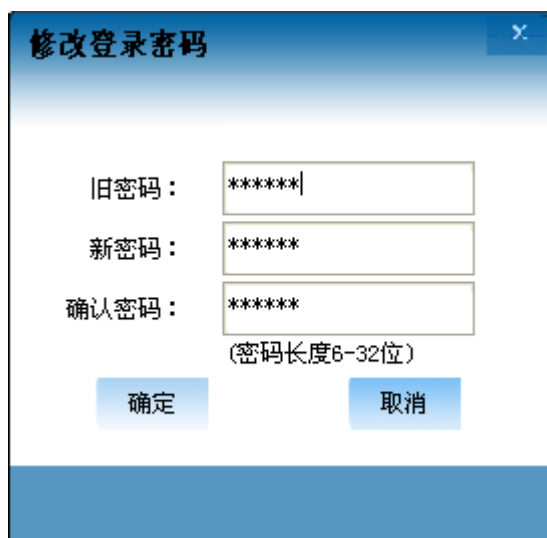 修改登录密码
X
旧密码： ******
新密码： ******
确认密码： ******
(密码长度6-32位)
确定 取消